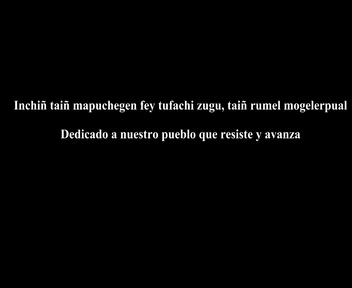 Inchiñ taiñ mapuchegen fey tufachi zugu, taiñ rumel mogelerpual
Dedicado a nuestro pueblo que resiste y avanza